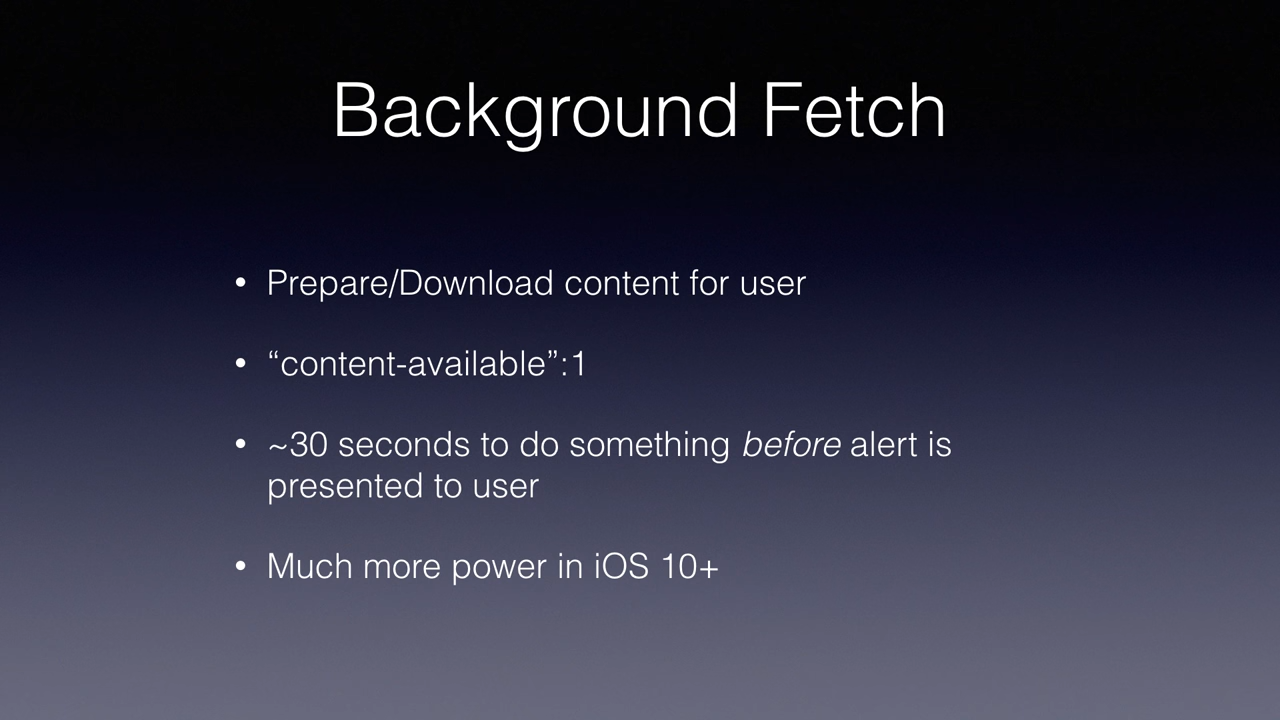 Background Fetch
• Prepare/Download content for user
• “content-available”:1
• ~30 seconds to do something before alert is
presented to user
• Much more power in iOS 10+